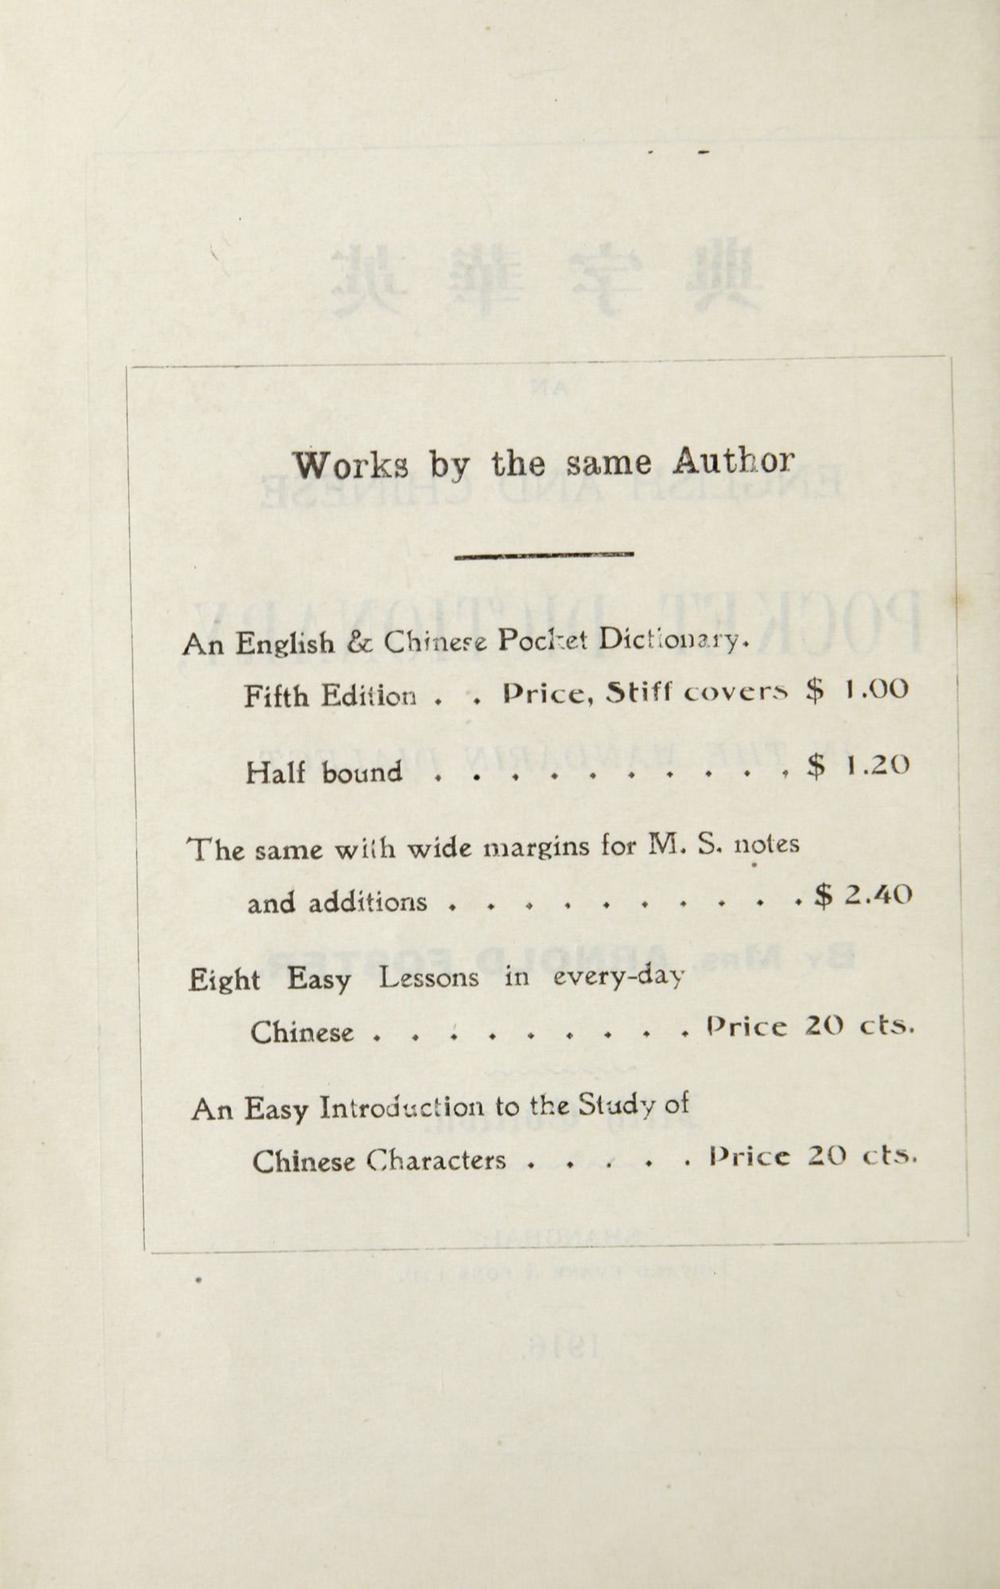 Works by the same Author
An English & Chinese Pocket Dictionary.
Fifth Edition . . Price, Stiff covers $ 1.00
Half bound . . . . . . . . . . $ 1.20
The same with wide margins for M. S. notes
and additions . . . . . . . . . . $ 2.40
Eight Easy Lessons in every-day
Chinese . . . . . . . . . Price 20 cts.
An Easy Introduction to the Study of
Chinese Characters . . . . . Price 20 cts.